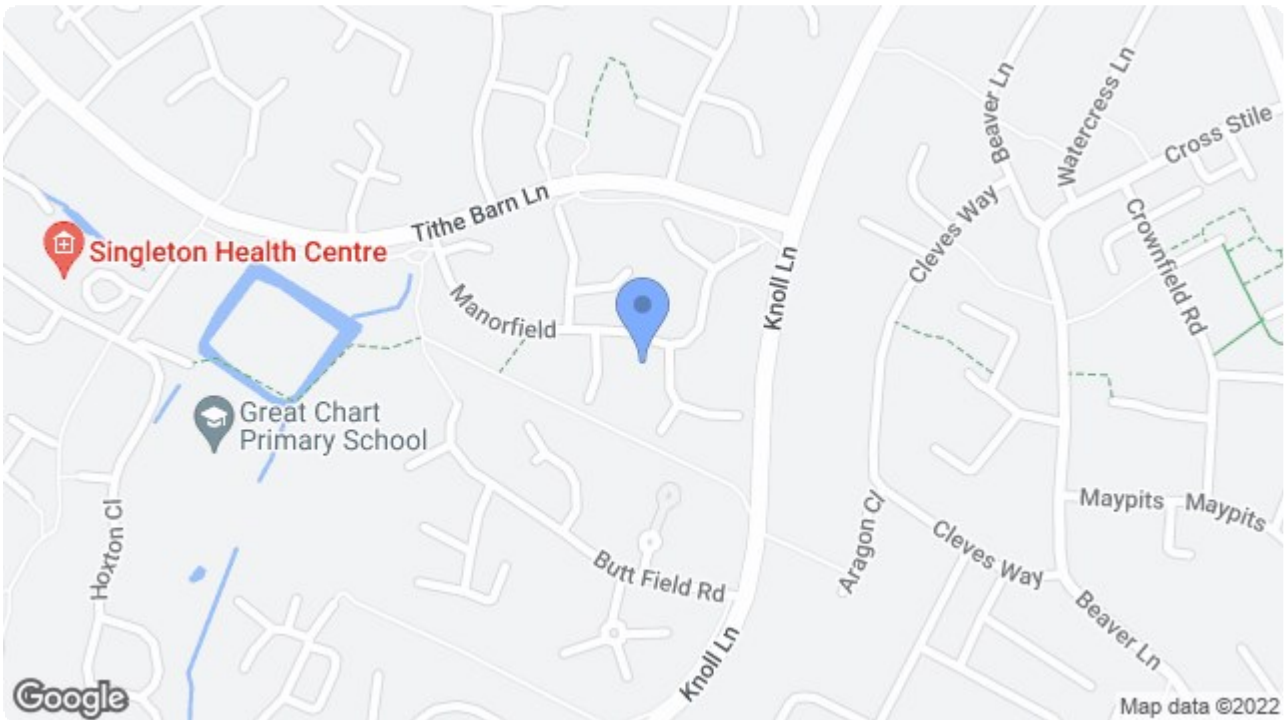 Beaver Ln
Watercress Ln
Cross Stile
Tithe Barn Ln
Cleves Way
Crownfield Rd
Singleton Health Centre
Knoll Ln
Manorfield
Great Chart
Primary School
Hoxton Cl
Maypits
Maypits
Aragon Cl
Cleves Way
Butt Field Rd
Beaver Ln
Knoll Ln
Google
Map data ©2022